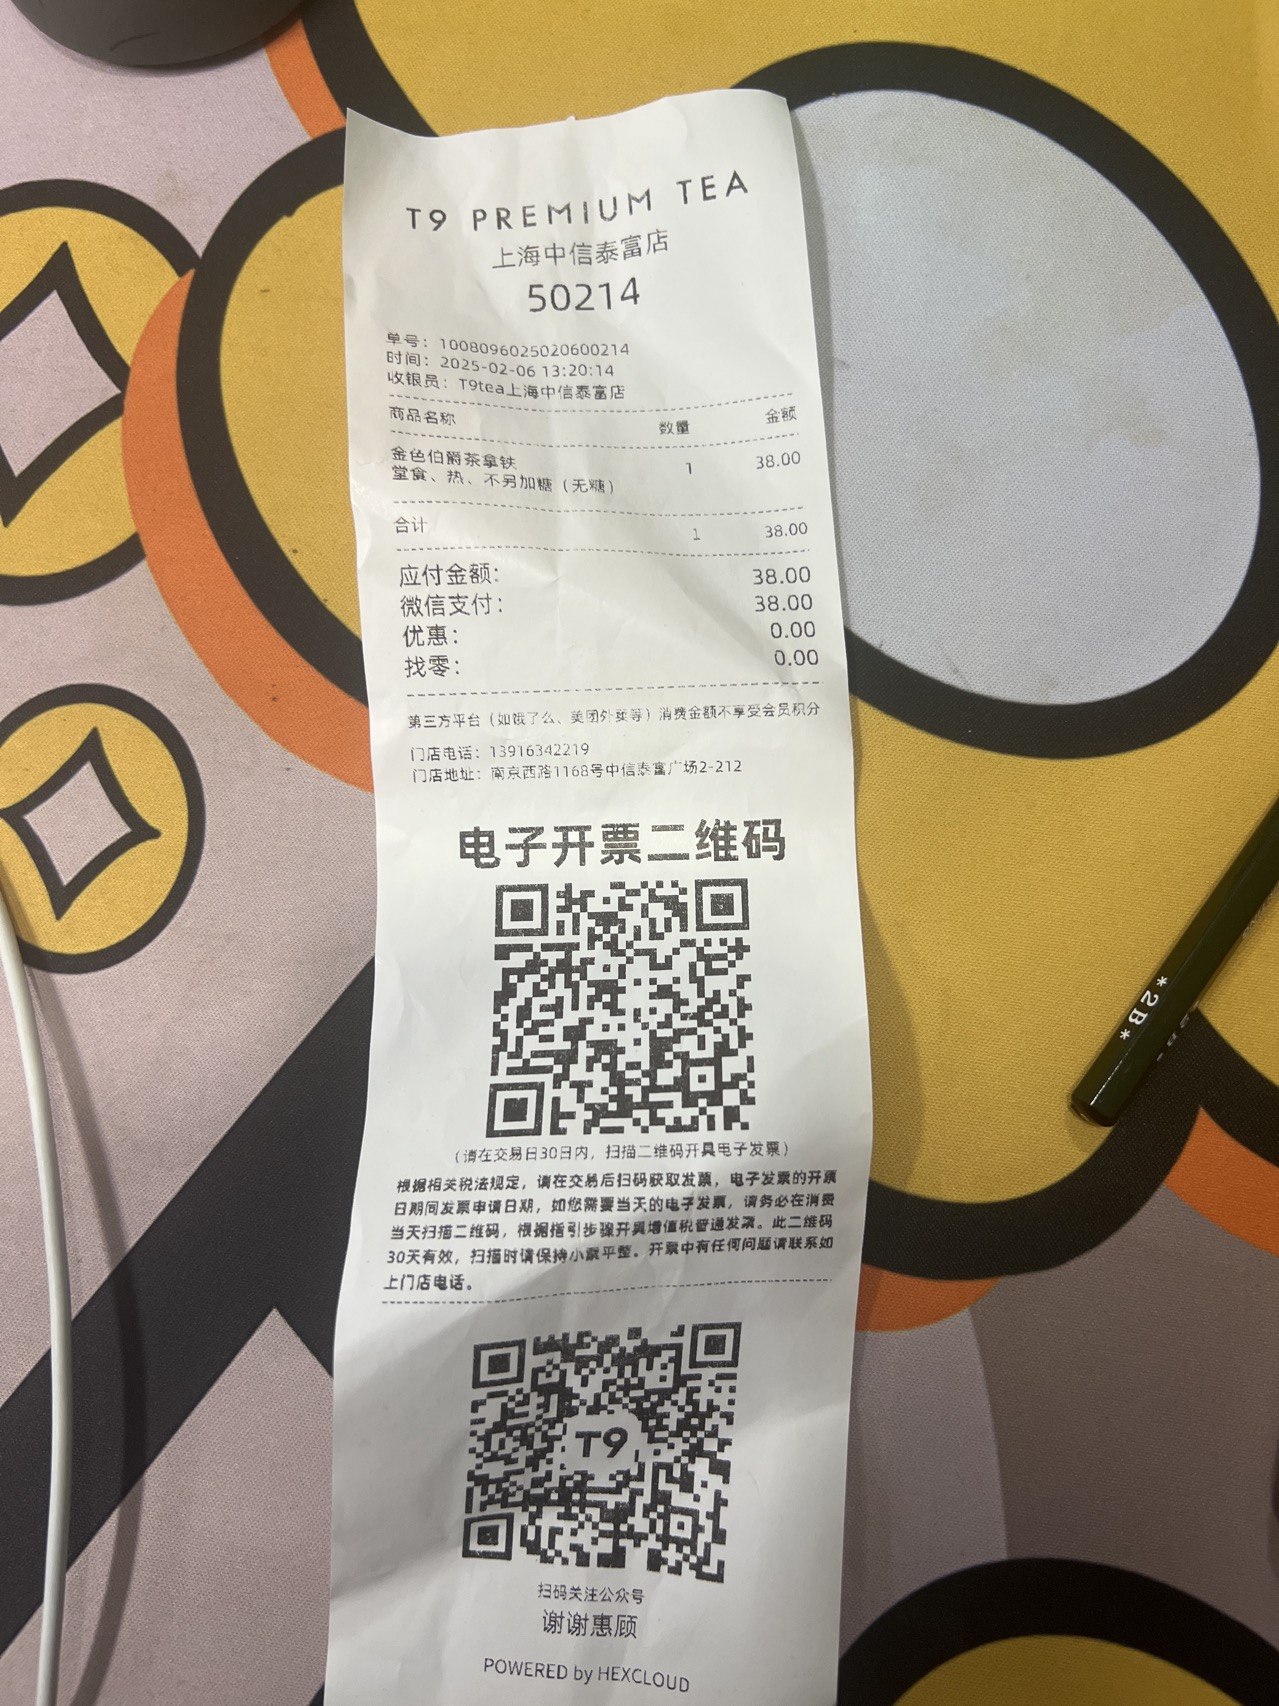 T9 PREMIUM TEA
上海中信泰富店
50214
单号：1008096025020600214
时间：2025-02-06 13:20:14
收银员：T9tea上海中信泰富店
商品名称 数量 金额
金色伯爵茶拿铁 1 38.00
堂食、热、不另加糖（无糖）
合计 1 38.00
应付金额： 38.00
微信支付： 38.00
优惠： 0.00
找零： 0.00
第三方平台（如饿了么、美团外卖等）消费金额不享受会员积分
门店电话：13916342219
门店地址：南京西路1168号中信泰富广场2-212
电子开票二维码
（请在交易日30日内，扫描二维码开具电子发票）
根据相关税法规定，请在交易后扫码获取发票，电子发票的开票
日期间发票申请日期，如您需要当天的电子发票，请务必在消费
当天扫描二维码，根据指引步骤开具增值税普通发票。此二维码
30天有效，扫描时请保持小票平整。开票中有任何问题请联系如
上门店电话。
T9
扫码关注公众号
谢谢惠顾
POWERED by HEXCLOUD
*2B*